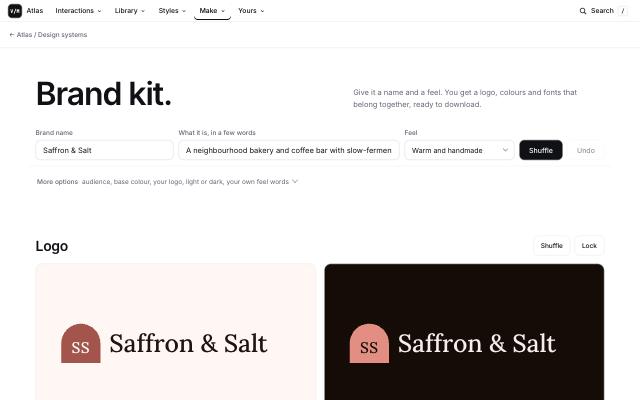 V/M Atlas Interactions Library Styles Make Yours Search /
← Atlas / Design systems
Brand kit.
Give it a name and a feel. You get a logo, colours and fonts that
belong together, ready to download.
Brand name What it is, in a few words Feel
Saffron & Salt A neighbourhood bakery and coffee bar with slow-fermen Warm and handmade Shuffle Undo
More options audience, base colour, your logo, light or dark, your own feel words
Logo Shuffle Lock
SS Saffron & Salt
SS Saffron & Salt